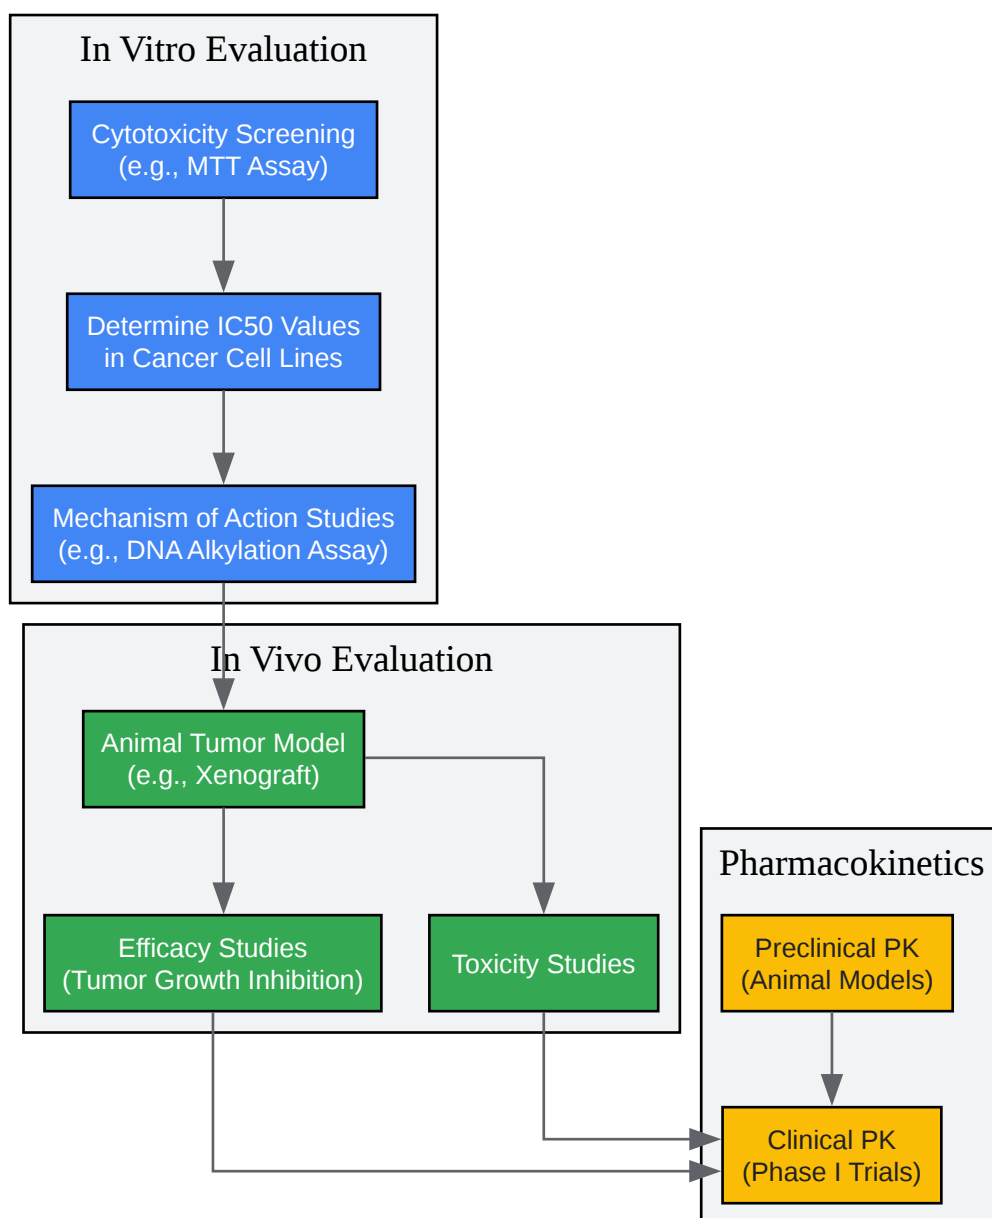 In Vitro Evaluation
Cytotoxicity Screening
(e.g., MTT Assay)
Determine IC50 Values
in Cancer Cell Lines
Mechanism of Action Studies
(e.g., DNA Alkylation Assay)
In Vivo Evaluation
Animal Tumor Model
(e.g., Xenograft)
Efficacy Studies
(Tumor Growth Inhibition)
Toxicity Studies
Pharmacokinetics
Preclinical PK
(Animal Models)
Clinical PK
(Phase I Trials)